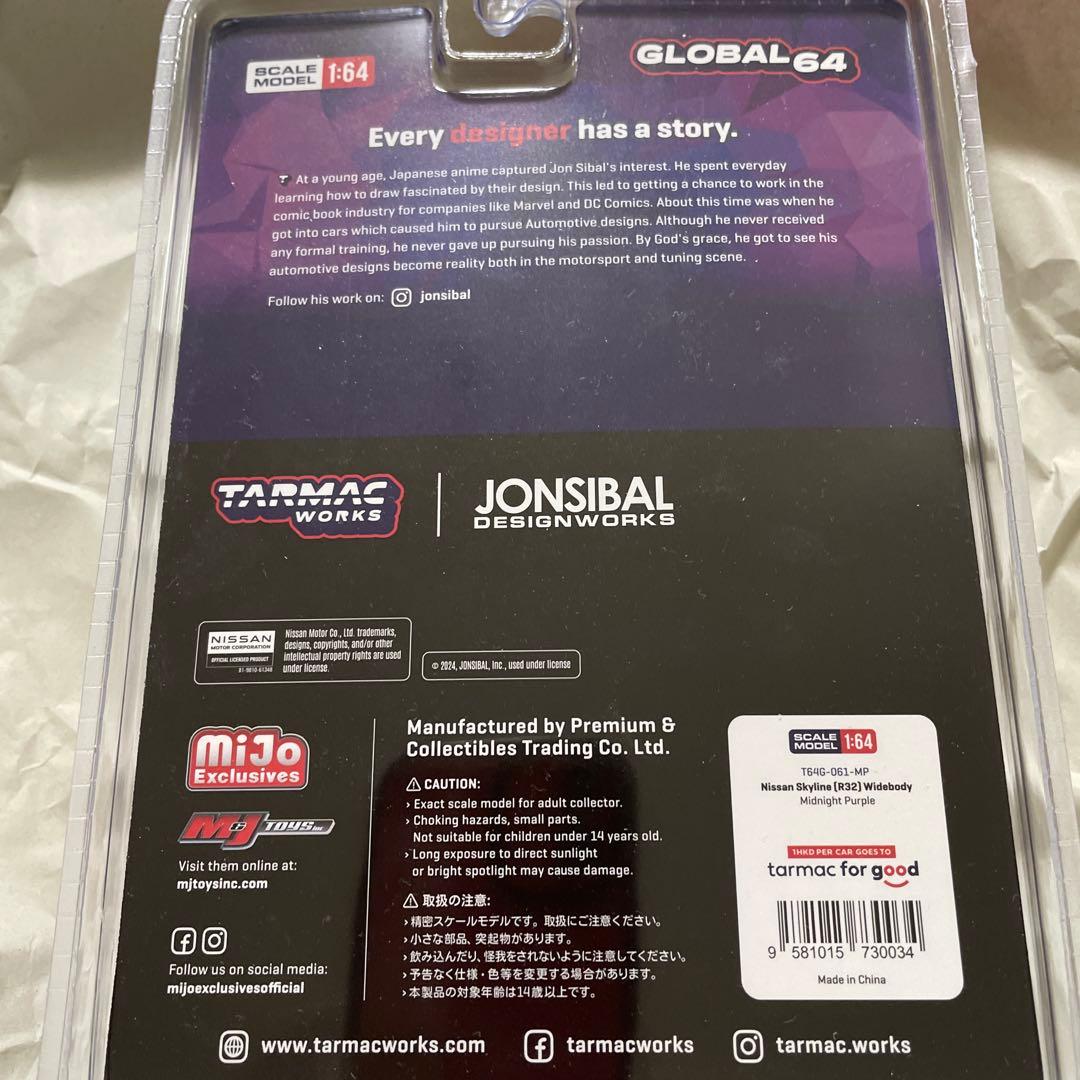 SCALE MODEL 1:64
GLOBAL64
Every designer has a story.
At a young age, Japanese anime captured Jon Sibal's interest. He spent everyday
learning how to draw fascinated by their design. This led to getting a chance to work in the
comic book industry for companies like Marvel and DC Comics. About this time was when he
got into cars which caused him to pursue Automotive designs. Although he never received
any formal training, he never gave up pursuing his passion. By God's grace, he got to see his
automotive designs become reality both in the motorsport and tuning scene.
Follow his work on: jonsibal
TARMAC
WORKS
JONSIBAL
DESIGNWORKS
NISSAN
MOTOR CORPORATION
OFFICIAL LICENSED PRODUCT
Nissan Motor Co., Ltd. trademarks,
designs, copyrights, and/or other
intellectual property rights are used
under license.
© 2024, JONSIBAL, Inc., used under license
MiJo
Exclusives
M&J TOYS INC
Visit them online at:
mjtoysinc.com
Follow us on social media:
mijoexclusivesofficial
Manufactured by Premium &
Collectibles Trading Co. Ltd.
⚠ CAUTION:
› Exact scale model for adult collector.
› Choking hazards, small parts.
Not suitable for children under 14 years old.
› Long exposure to direct sunlight
or bright spotlight may cause damage.
⚠ 取扱の注意:
› 精密スケールモデルです。取扱にご注意ください。
› 小さな部品、突起物があります。
› 飲み込んだり、怪我をされないように注意してください。
› 予告なく仕様・色等を変更する場合があります。
› 本製品の対象年齢は14歳以上です。
SCALE MODEL 1:64
T64G-061-MP
Nissan Skyline (R32) Widebody
Midnight Purple
1HKD PER CAR GOES TO
tarmac for good
9 581015 730034
Made in China
www.tarmacworks.com
tarmacworks
tarmac.works